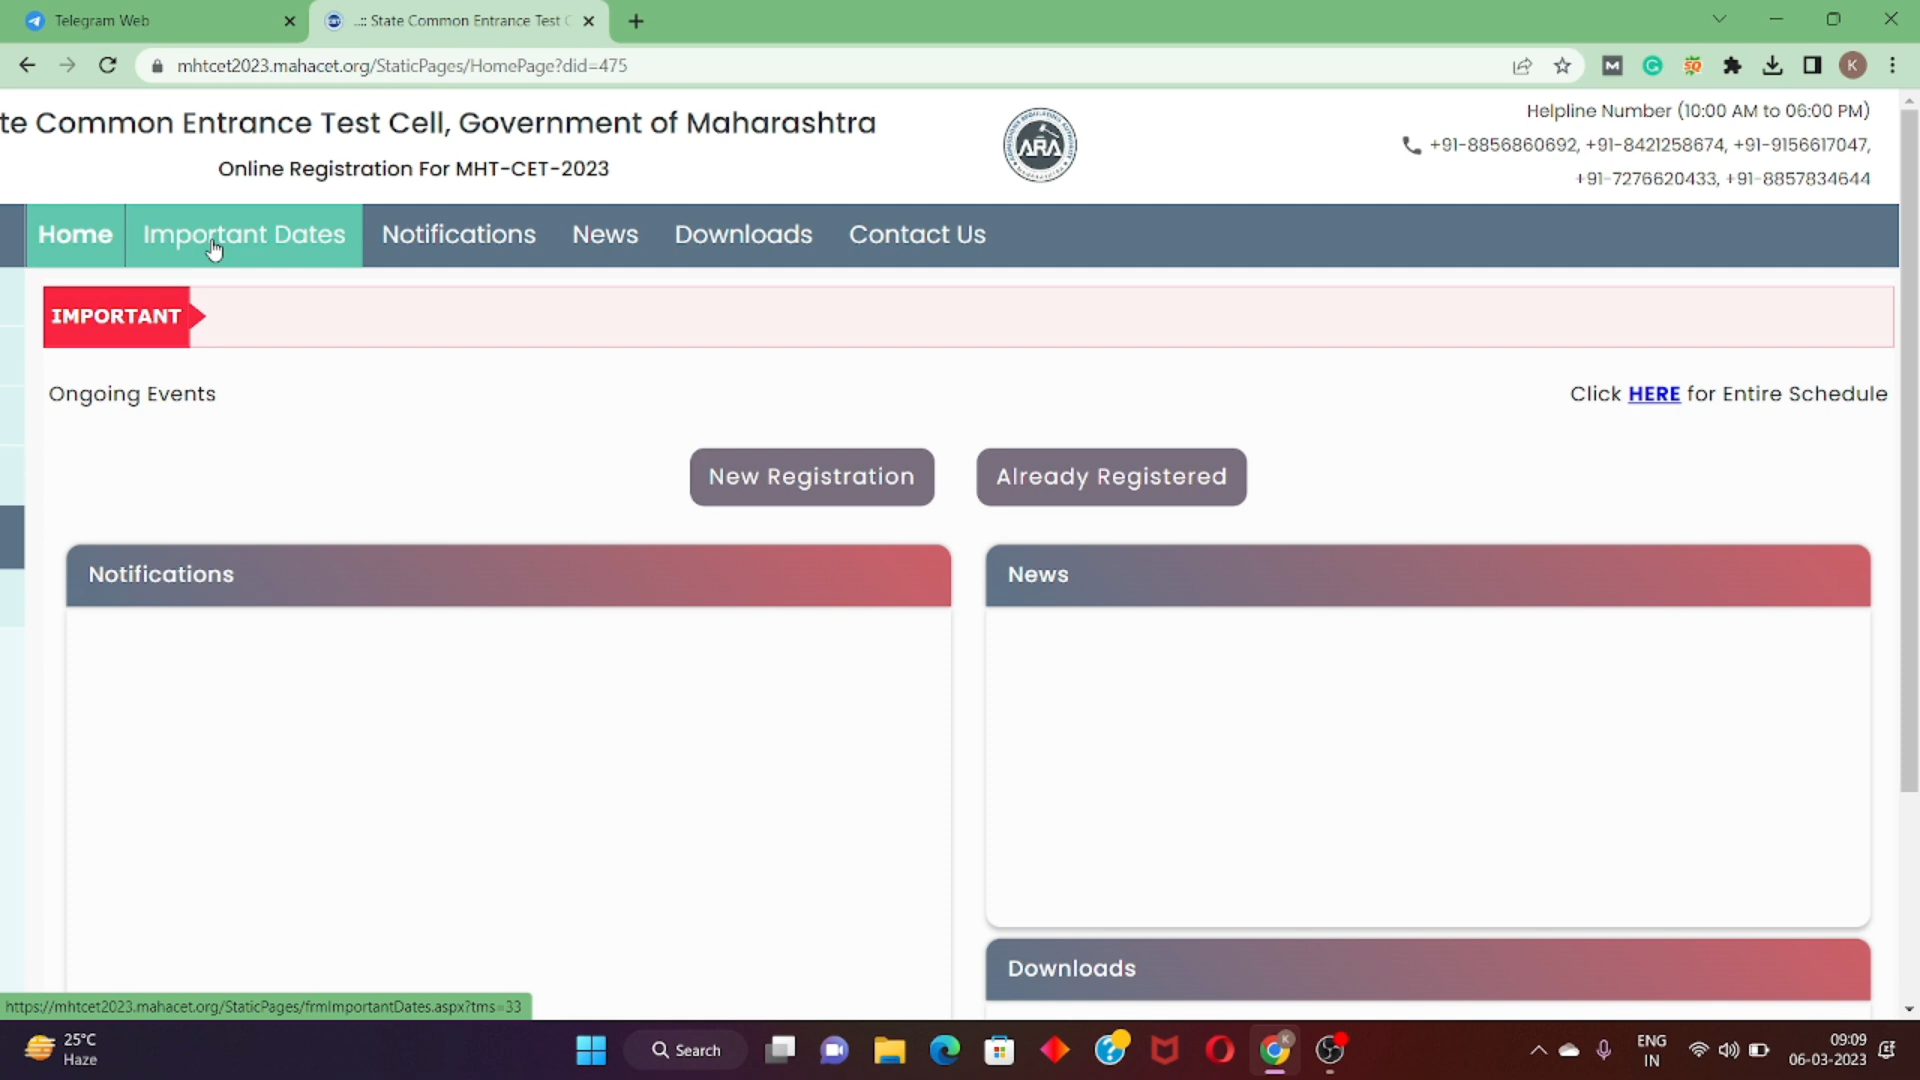 Telegram Web
..:: State Common Entrance Test C
mhtcet2023.mahacet.org/StaticPages/HomePage?did=475
K
te Common Entrance Test Cell, Government of Maharashtra
Online Registration For MHT-CET-2023
ARA
Helpline Number (10:00 AM to 06:00 PM)
+91-8856860692, +91-8421258674, +91-9156617047,
+91-7276620433, +91-8857834644
Home Important Dates Notifications News Downloads Contact Us
IMPORTANT
Ongoing Events
Click HERE for Entire Schedule
New Registration Already Registered
Notifications
News
Downloads
https://mhtcet2023.mahacet.org/StaticPages/frmImportantDates.aspx?tms=33
25°C
Haze
Search
ENG
IN
09:09
06-03-2023